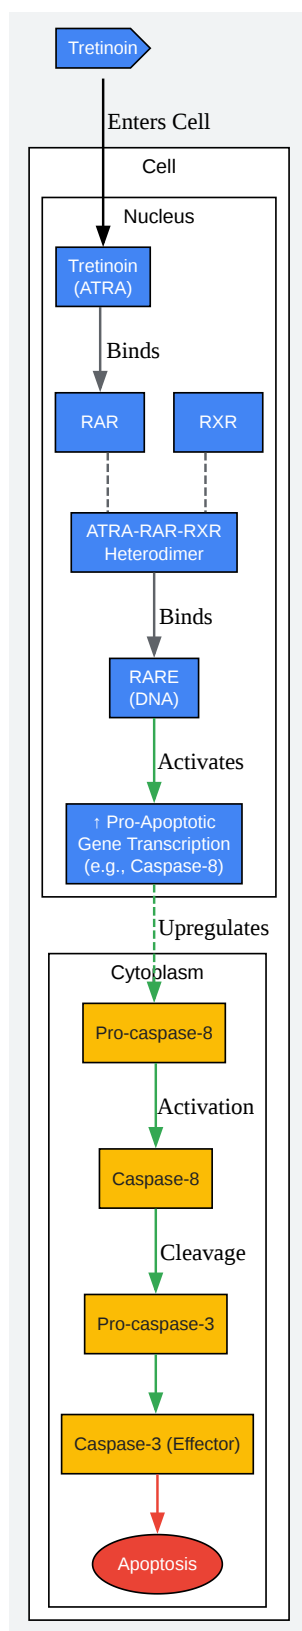 Tretinoin
Enters Cell
Cell
Nucleus
Tretinoin
(ATRA)
Binds
RAR
RXR
ATRA-RAR-RXR
Heterodimer
Binds
RARE
(DNA)
Activates
↑ Pro-Apoptotic
Gene Transcription
(e.g., Caspase-8)
Upregulates
Cytoplasm
Pro-caspase-8
Activation
Caspase-8
Cleavage
Pro-caspase-3
Caspase-3 (Effector)
Apoptosis